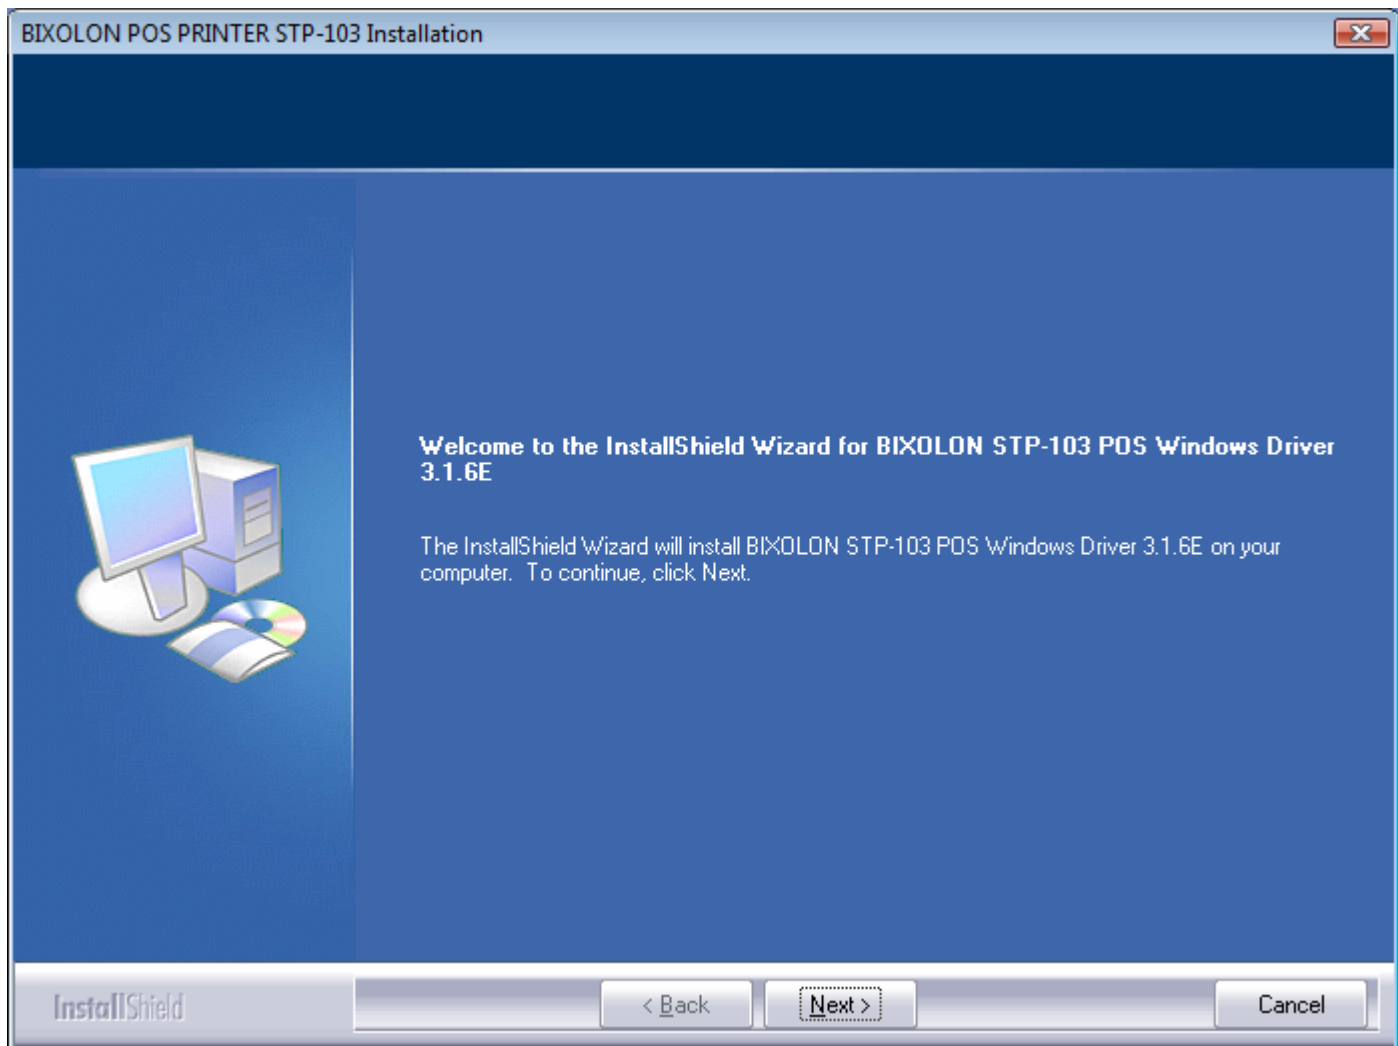 BIXOLON POS PRINTER STP-103 Installation
Welcome to the InstallShield Wizard for BIXOLON STP-103 POS Windows Driver
3.1.6E
The InstallShield Wizard will install BIXOLON STP-103 POS Windows Driver 3.1.6E on your
computer. To continue, click Next.
InstallShield
< Back
Next >
Cancel